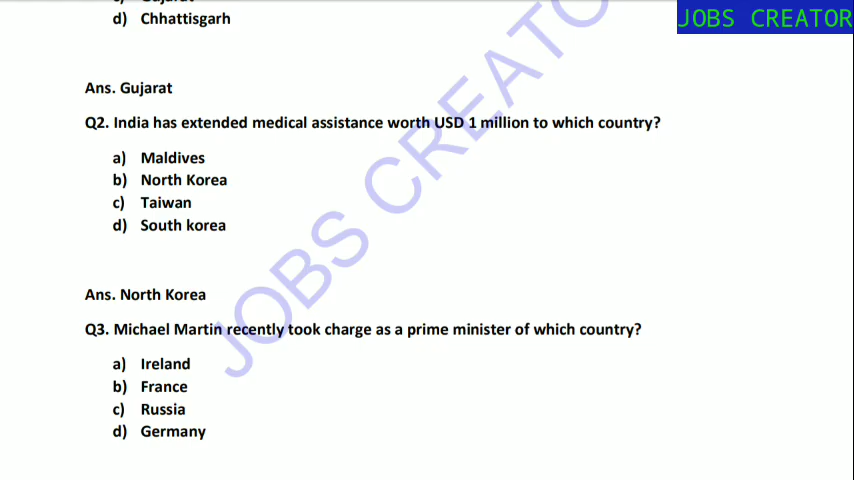 d) Chhattisgarh
JOBS CREATOR
Ans. Gujarat
Q2. India has extended medical assistance worth USD 1 million to which country?
a) Maldives
b) North Korea
c) Taiwan
d) South korea
Ans. North Korea
Q3. Michael Martin recently took charge as a prime minister of which country?
a) Ireland
b) France
c) Russia
d) Germany
JOBS CREATO